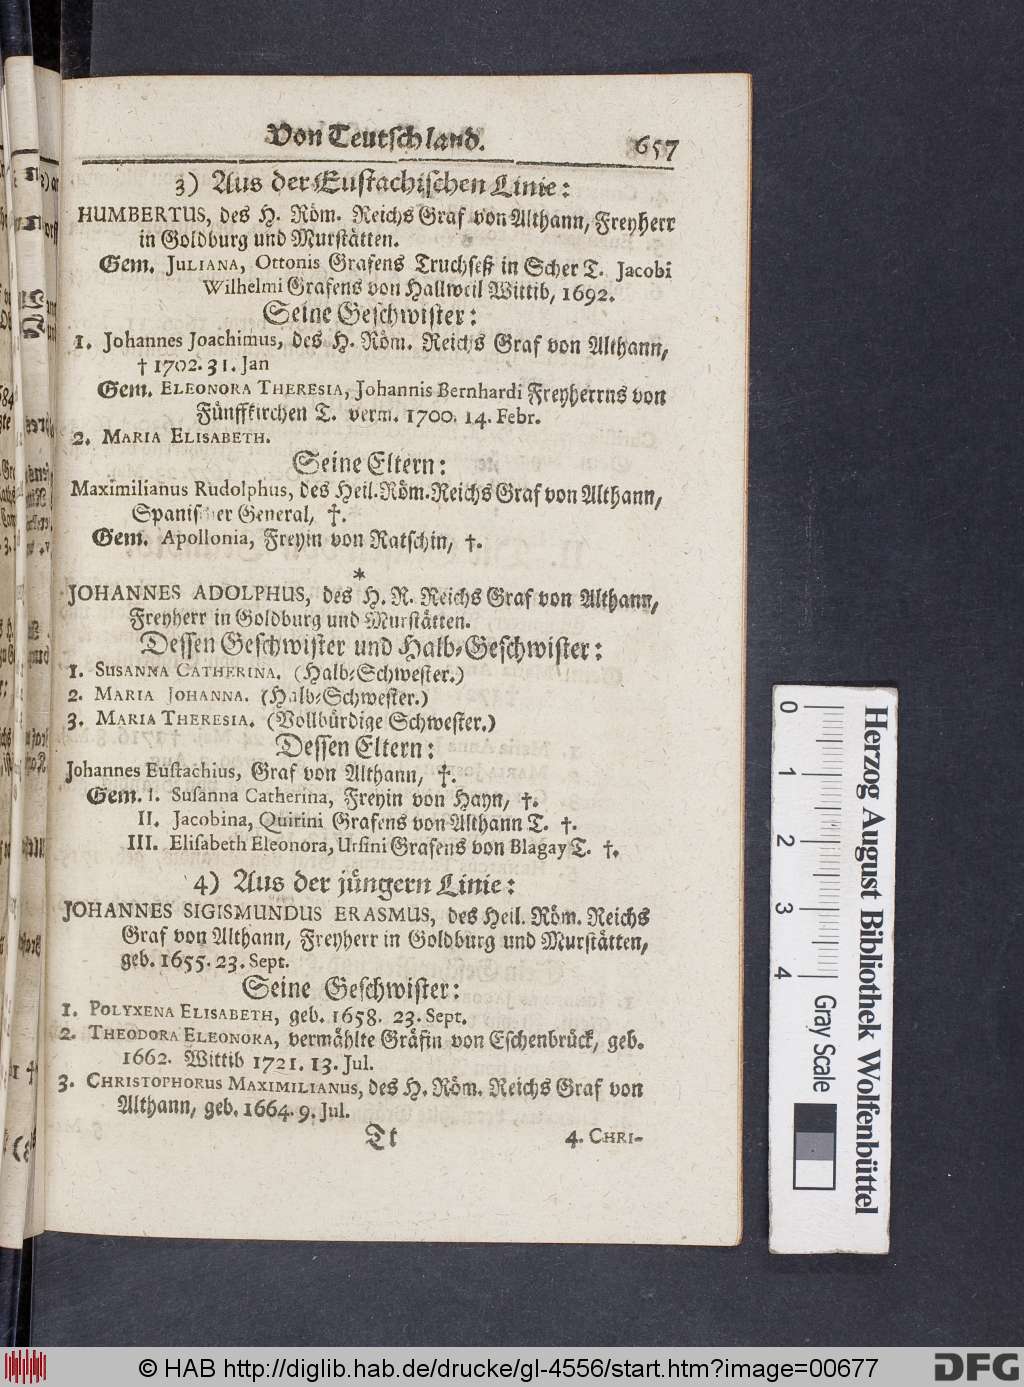 Von Teutschland. 657
3) Aus der Eustachischen Linie:
HUMBERTUS, des H. Röm. Reichs Graf von Althann, Freyherr
in Goldburg und Murstätten.
Gem. JULIANA, Ottonis Grafens Truchseß in Scher T. Jacobi
Wilhelmi Grafens von Hallweil Wittib, 1692.
Seine Geschwister:
1. Johannes Joachimus, des H. Röm. Reichs Graf von Althann,
† 1702. 31. Jan
Gem. ELEONORA THERESIA, Johannis Bernhardi Freyherrns von
Fünffkirchen T. verm. 1700. 14. Febr.
2. MARIA ELISABETH.
Seine Eltern:
Maximilianus Rudolphus, des Heil. Röm. Reichs Graf von Althann,
Spanischer General, †.
Gem. Apollonia, Freyin von Ratschin, †.
*
JOHANNES ADOLPHUS, des H. R. Reichs Graf von Althann,
Freyherr in Goldburg und Murstätten.
Dessen Geschwister und Halb-Geschwister:
1. SUSANNA CATHERINA. (Halb-Schwester.)
2. MARIA JOHANNA. (Halb-Schwester.)
3. MARIA THERESIA. (Vollbürdige Schwester.)
Dessen Eltern:
Johannes Eustachius, Graf von Althann, †.
Gem. I. Susanna Catherina, Freyin von Hayn, †.
II. Jacobina, Quirini Grafens von Althann T. †.
III. Elisabeth Eleonora, Ursini Grafens von Blagay T. †.
4) Aus der jüngern Linie:
JOHANNES SIGISMUNDUS ERASMUS, des Heil. Röm. Reichs
Graf von Althann, Freyherr in Goldburg und Murstätten,
geb. 1655. 23. Sept.
Seine Geschwister:
1. POLYXENA ELISABETH, geb. 1658. 23. Sept.
2. THEODORA ELEONORA, vermählte Gräfin von Eschenbrück, geb.
1662. Wittib 1721. 13. Jul.
3. CHRISTOPHORUS MAXIMILIANUS, des H. Röm. Reichs Graf von
Althann, geb. 1664. 9. Jul.
Tt 4. CHRI-
0 1 2 3 4 Gray Scale
Herzog August Bibliothek Wolfenbüttel
© HAB http://diglib.hab.de/drucke/gl-4556/start.htm?image=00677
DFG